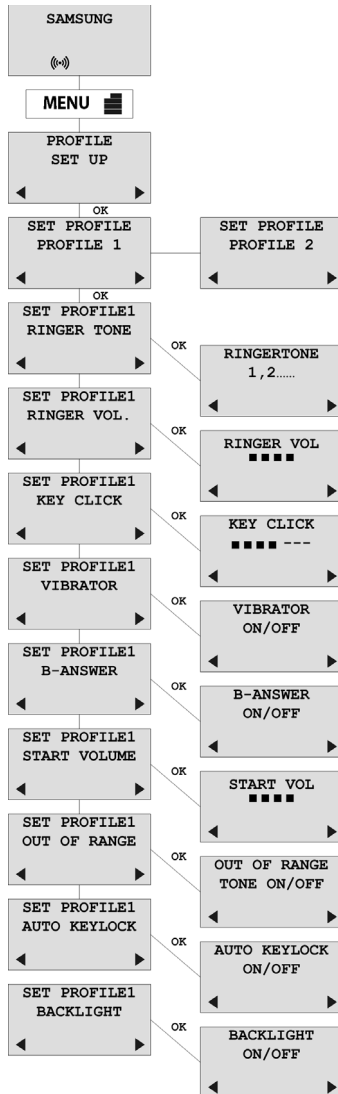 SAMSUNG
MENU
PROFILE
SET UP
OK
SET PROFILE
PROFILE 1
SET PROFILE
PROFILE 2
OK
SET PROFILE1
RINGER TONE
OK
RINGERTONE
1,2......
SET PROFILE1
RINGER VOL.
OK
RINGER VOL
SET PROFILE1
KEY CLICK
OK
KEY CLICK
SET PROFILE1
VIBRATOR
OK
VIBRATOR
ON/OFF
SET PROFILE1
B-ANSWER
OK
B-ANSWER
ON/OFF
SET PROFILE1
START VOLUME
OK
START VOL
SET PROFILE1
OUT OF RANGE
OK
OUT OF RANGE
TONE ON/OFF
SET PROFILE1
AUTO KEYLOCK
OK
AUTO KEYLOCK
ON/OFF
SET PROFILE1
BACKLIGHT
OK
BACKLIGHT
ON/OFF